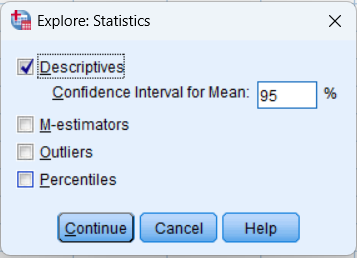 Explore: Statistics
Descriptives
Confidence Interval for Mean: 95 %
M-estimators
Outliers
Percentiles
Continue Cancel Help